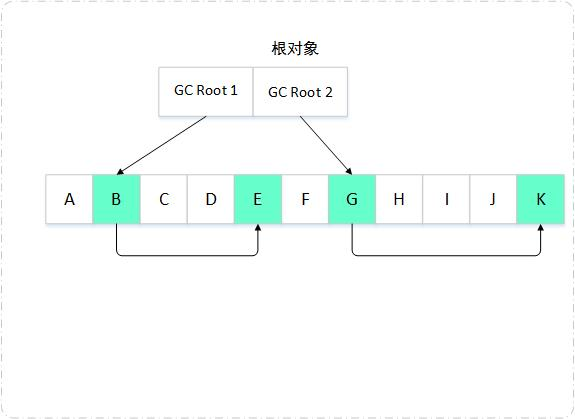 根对象
GC Root 1 GC Root 2
A B C D E F G H I J K